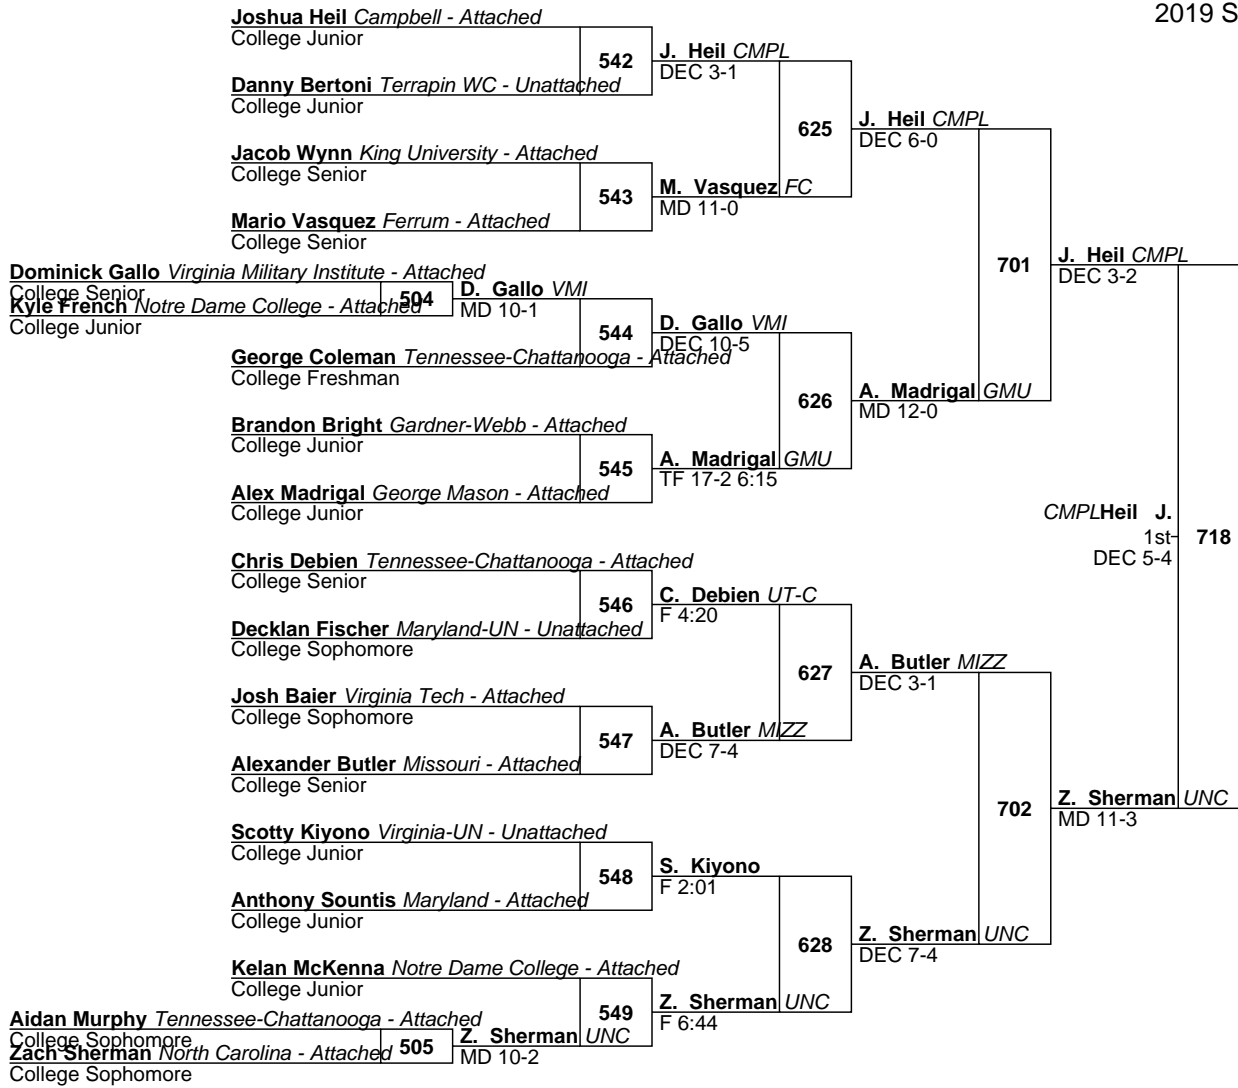 2019 S
Joshua Heil Campbell - Attached
College Junior
542
J. Heil CMPL
DEC 3-1
Danny Bertoni Terrapin WC - Unattached
College Junior
625
J. Heil CMPL
DEC 6-0
Jacob Wynn King University - Attached
College Senior
543
M. Vasquez FC
MD 11-0
Mario Vasquez Ferrum - Attached
College Senior
701
J. Heil CMPL
DEC 3-2
Dominick Gallo Virginia Military Institute - Attached
College Senior
504
D. Gallo VMI
MD 10-1
Kyle French Notre Dame College - Attached
College Junior
544
D. Gallo VMI
DEC 10-5
George Coleman Tennessee-Chattanooga - Attached
College Freshman
626
A. Madrigal GMU
MD 12-0
Brandon Bright Gardner-Webb - Attached
College Junior
545
A. Madrigal GMU
TF 17-2 6:15
Alex Madrigal George Mason - Attached
College Junior
CMPLHeil J.
1st
718
DEC 5-4
Chris Debien Tennessee-Chattanooga - Attached
College Senior
546
C. Debien UT-C
F 4:20
Decklan Fischer Maryland-UN - Unattached
College Sophomore
627
A. Butler MIZZ
DEC 3-1
Josh Baier Virginia Tech - Attached
College Sophomore
547
A. Butler MIZZ
DEC 7-4
Alexander Butler Missouri - Attached
College Senior
702
Z. Sherman UNC
MD 11-3
Scotty Kiyono Virginia-UN - Unattached
College Junior
548
S. Kiyono
F 2:01
Anthony Sountis Maryland - Attached
College Junior
628
Z. Sherman UNC
DEC 7-4
Kelan McKenna Notre Dame College - Attached
College Junior
549
Z. Sherman UNC
F 6:44
Aidan Murphy Tennessee-Chattanooga - Attached
College Sophomore
505
Z. Sherman UNC
MD 10-2
Zach Sherman North Carolina - Attached
College Sophomore